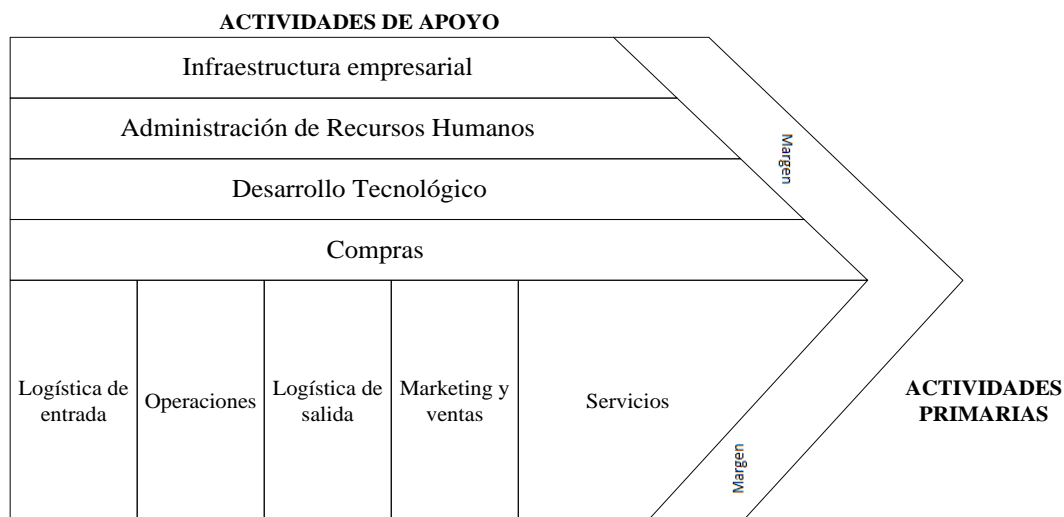 ACTIVIDADES DE APOYO
Infraestructura empresarial
Administración de Recursos Humanos
Desarrollo Tecnológico
Compras
Margen
Logística de
entrada
Operaciones
Logística de
salida
Marketing y
ventas
Servicios
Margen
ACTIVIDADES
PRIMARIAS